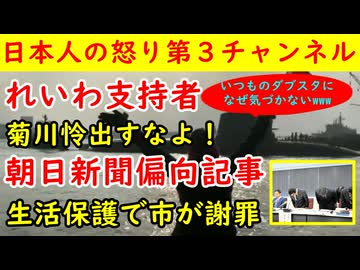 日本人の怒り第３チャンネル
れいわ支持者
いつものダブスタに
なぜ気づかないwww
菊川怜出すなよ！
朝日新聞偏向記事
生活保護で市が謝罪